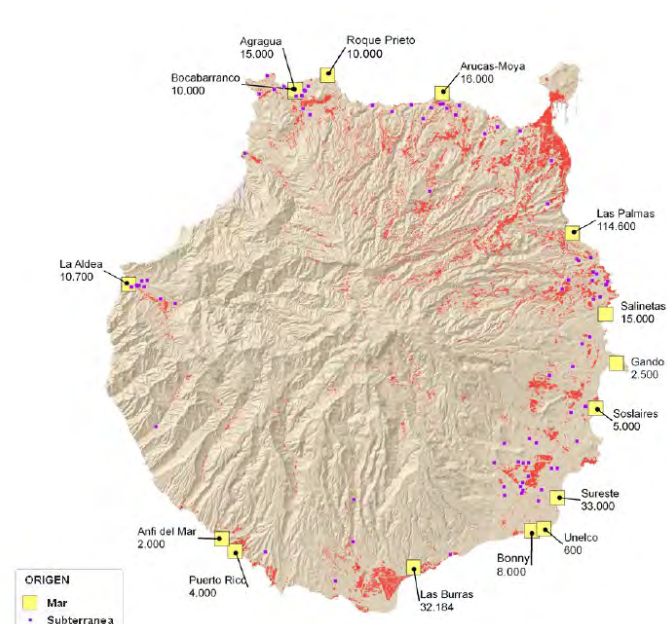 Agragua
15.000
Roque Prieto
10.000
Bocabarranco
10.000
Arucas-Moya
16.000
Las Palmas
114.600
La Aldea
10.700
Salinetas
15.000
Gando
2.500
Soslaires
5.000
Sureste
33.000
Unelco
600
Bonny
8.000
Anfi del Mar
2.000
Puerto Rico
4.000
Las Burras
32.184
ORIGEN
Mar
Subterranea